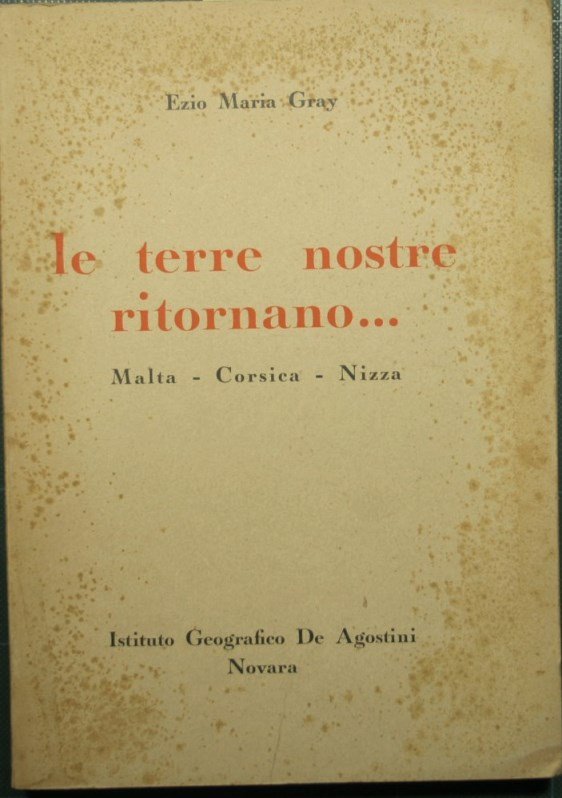 Ezio Maria Gray
le terre nostre
ritornano...
Malta - Corsica - Nizza
Istituto Geografico De Agostini
Novara